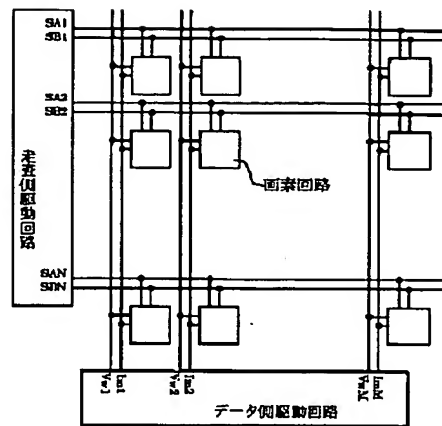 SA1
SB1
SA2
SB2
走査側駆動回路
画素回路
SAN
SBN
Vw1
Im1
Vw2
Im2
VwM
ImM
データ側駆動回路